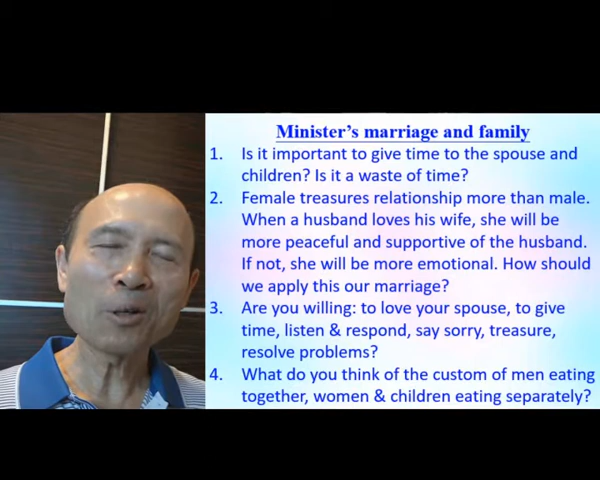 Minister's marriage and family
1. Is it important to give time to the spouse and
children? Is it a waste of time?
2. Female treasures relationship more than male.
When a husband loves his wife, she will be
more peaceful and supportive of the husband.
If not, she will be more emotional. How should
we apply this our marriage?
3. Are you willing: to love your spouse, to give
time, listen & respond, say sorry, treasure,
resolve problems?
4. What do you think of the custom of men eating
together, women & children eating separately?